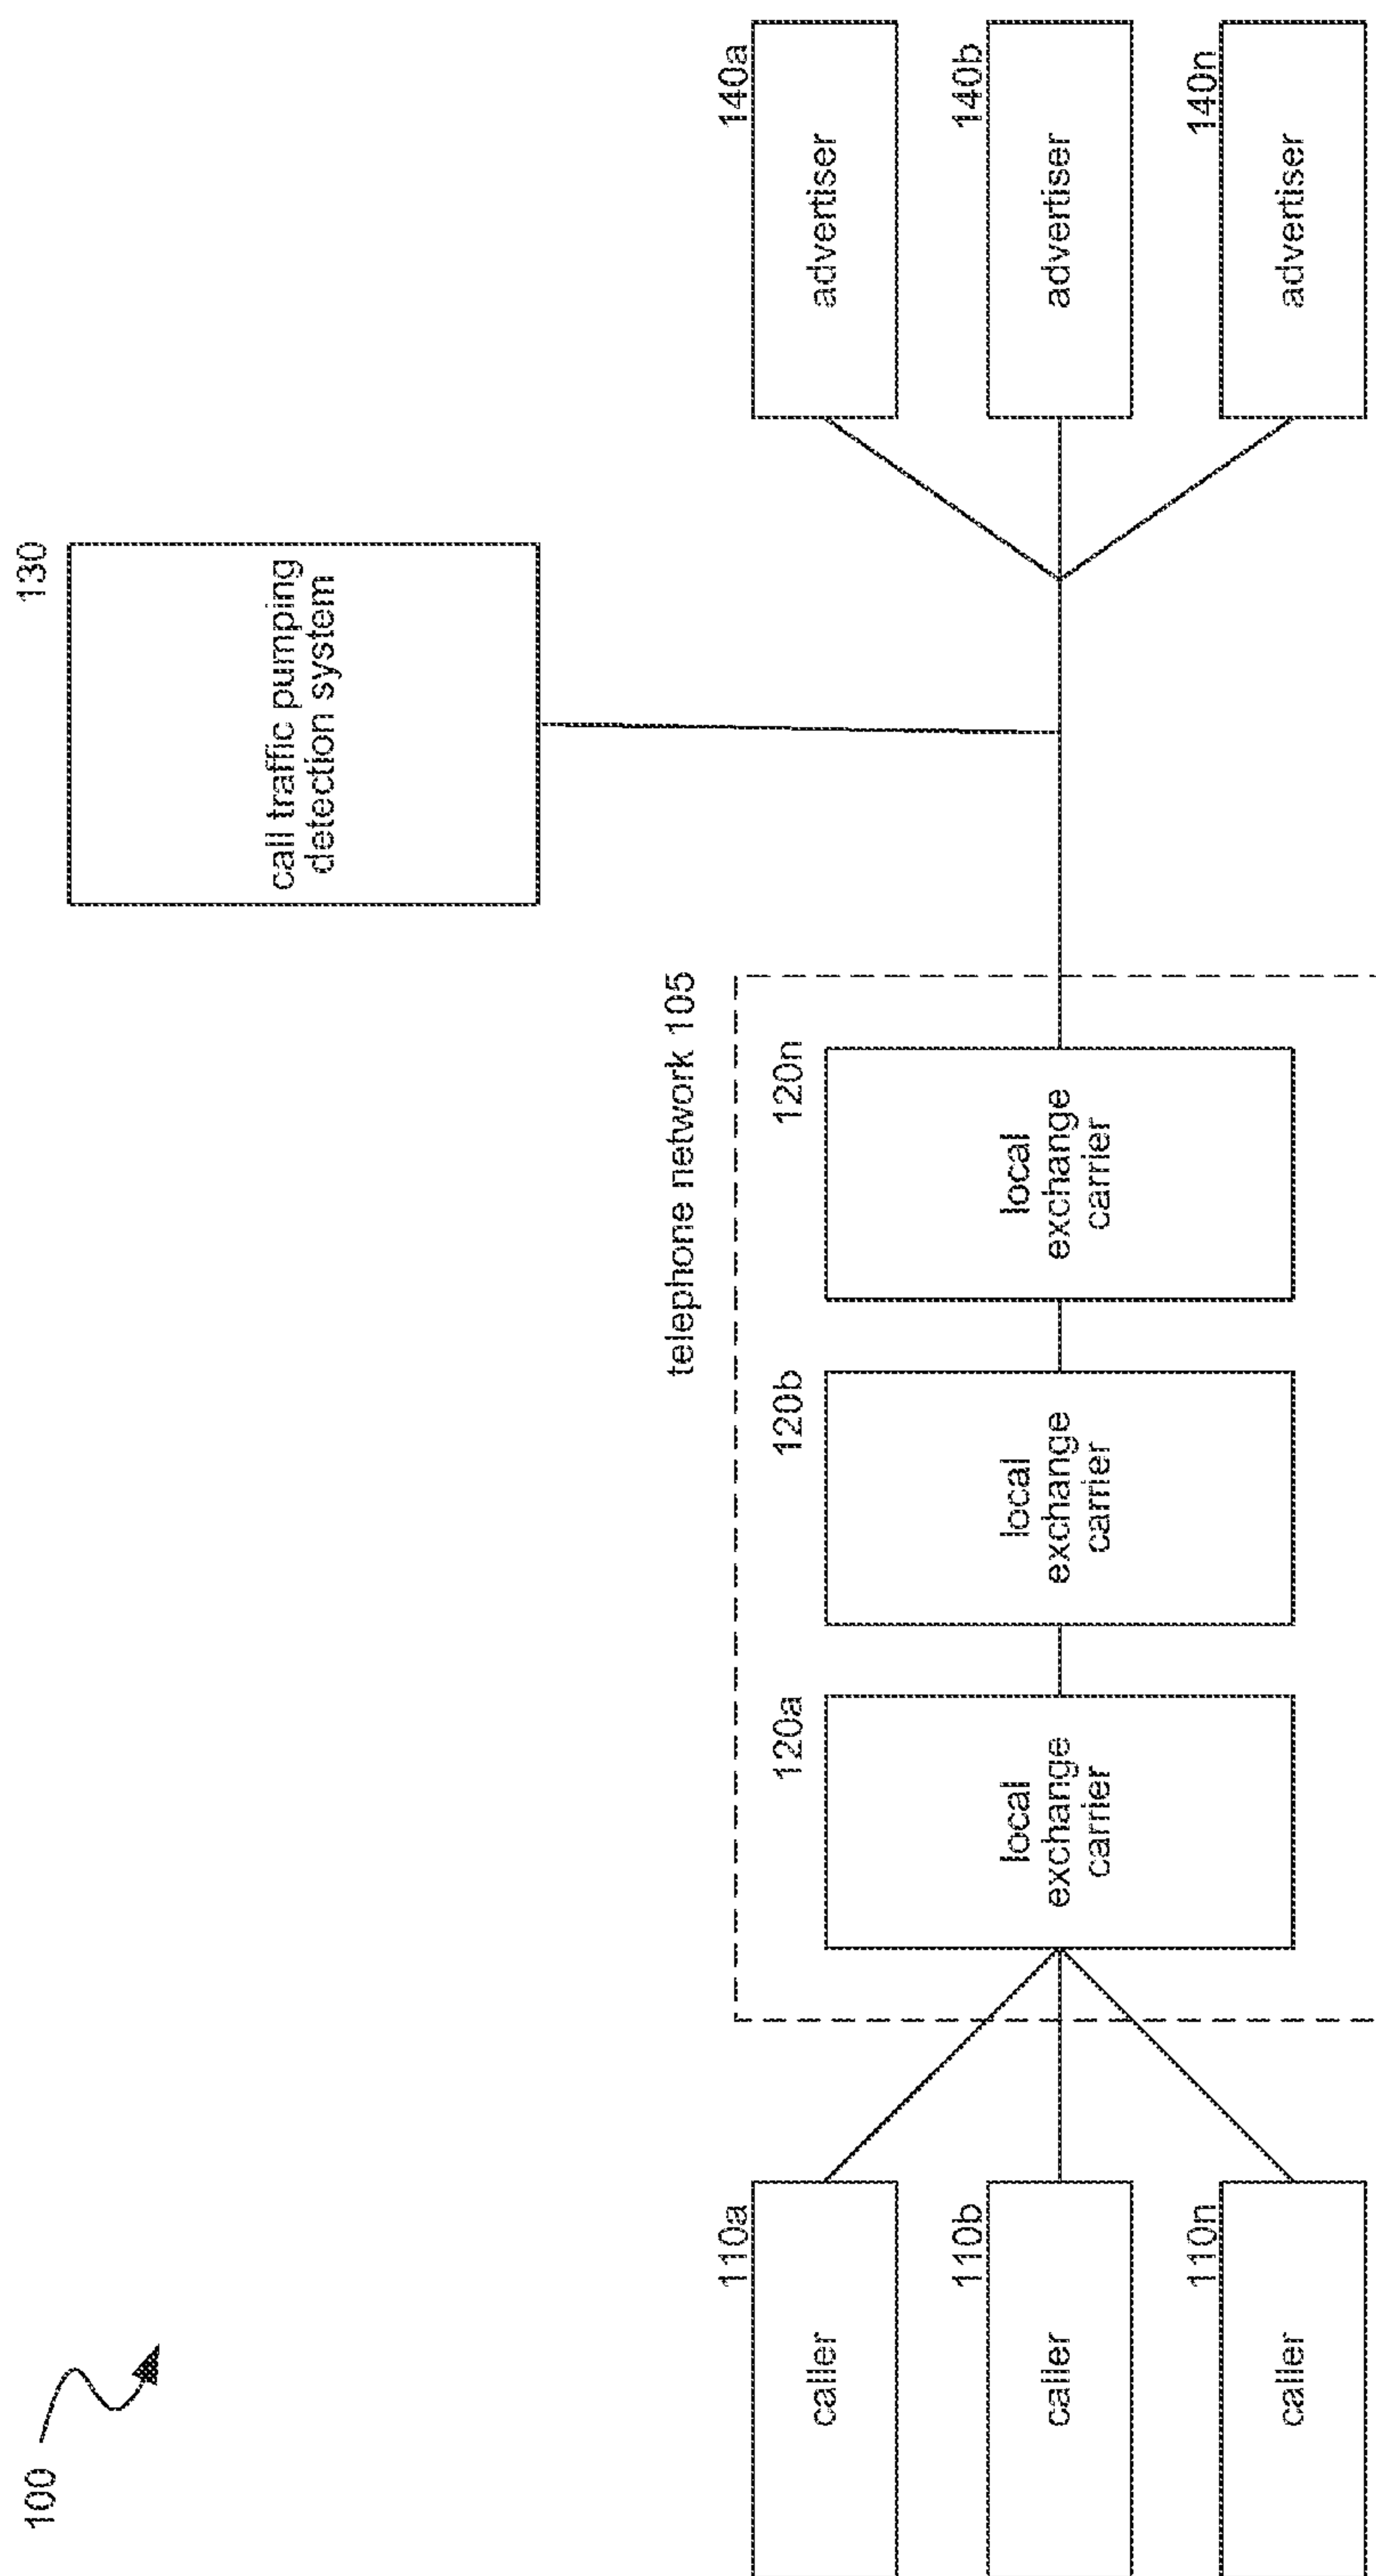 100
130
call traffic pumping
detection system
telephone network 105
110a
caller
110b
caller
110n
caller
120a
local
exchange
carrier
120b
local
exchange
carrier
120n
local
exchange
carrier
140a
advertiser
140b
advertiser
140n
advertiser